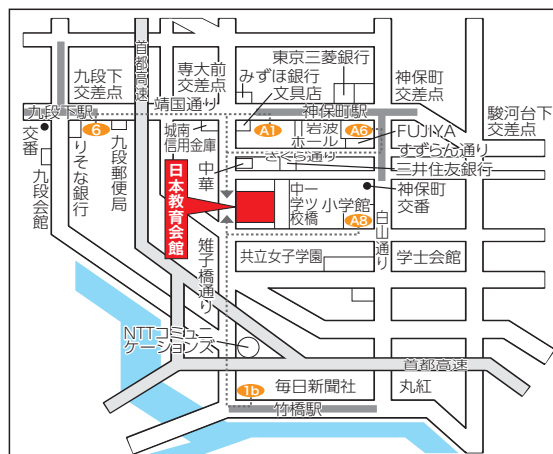 東京三菱銀行
みずほ銀行
文具店
専大前
交差点
首都高速
九段下
交差点
神保町
交差点
靖国通り
九段下駅
神保町駅
駿河台下
交差点
交番
九段会館
6
りそな銀行
九段郵便局
城南
信用金庫
A1
岩波
ホール
A6
FUJIYA
すずらん通り
さくら通り
三井住友銀行
中華
日本教育会館
一ツ橋
中学校
小学館
A8
神保町
交番
白山通り
雉子橋通り
共立女子学園
学士会館
NTTコミュニ
ケーションズ
首都高速
1b
毎日新聞社
丸紅
竹橋駅